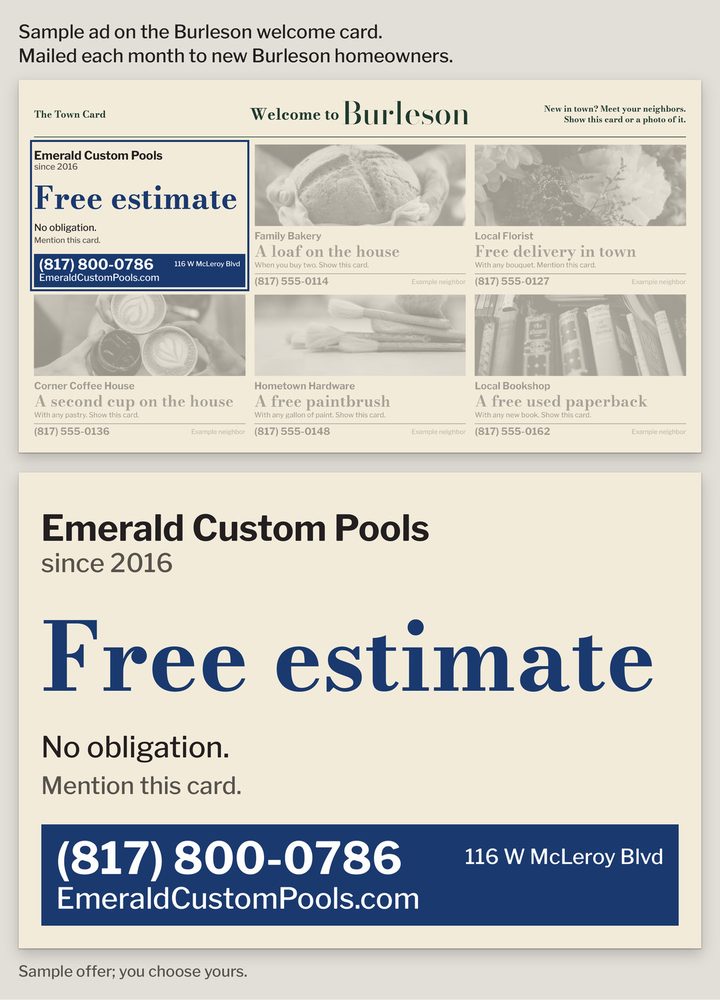 Sample ad on the Burleson welcome card.
Mailed each month to new Burleson homeowners.
The Town Card
Welcome to Burleson
New in town? Meet your neighbors.
Show this card or a photo of it.
Emerald Custom Pools
since 2016
Free estimate
No obligation.
Mention this card.
(817) 800-0786
116 W McLeroy Blvd
EmeraldCustomPools.com
Family Bakery
A loaf on the house
When you buy two. Show this card.
(817) 555-0114
Example neighbor
Local Florist
Free delivery in town
With any bouquet. Mention this card.
(817) 555-0127
Example neighbor
Corner Coffee House
A second cup on the house
With any pastry. Show this card.
(817) 555-0136
Example neighbor
Hometown Hardware
A free paintbrush
With any gallon of paint. Show this card.
(817) 555-0148
Example neighbor
Local Bookshop
A free used paperback
With any new book. Show this card.
(817) 555-0162
Example neighbor
Emerald Custom Pools
since 2016
Free estimate
No obligation.
Mention this card.
(817) 800-0786
116 W McLeroy Blvd
EmeraldCustomPools.com
Sample offer; you choose yours.